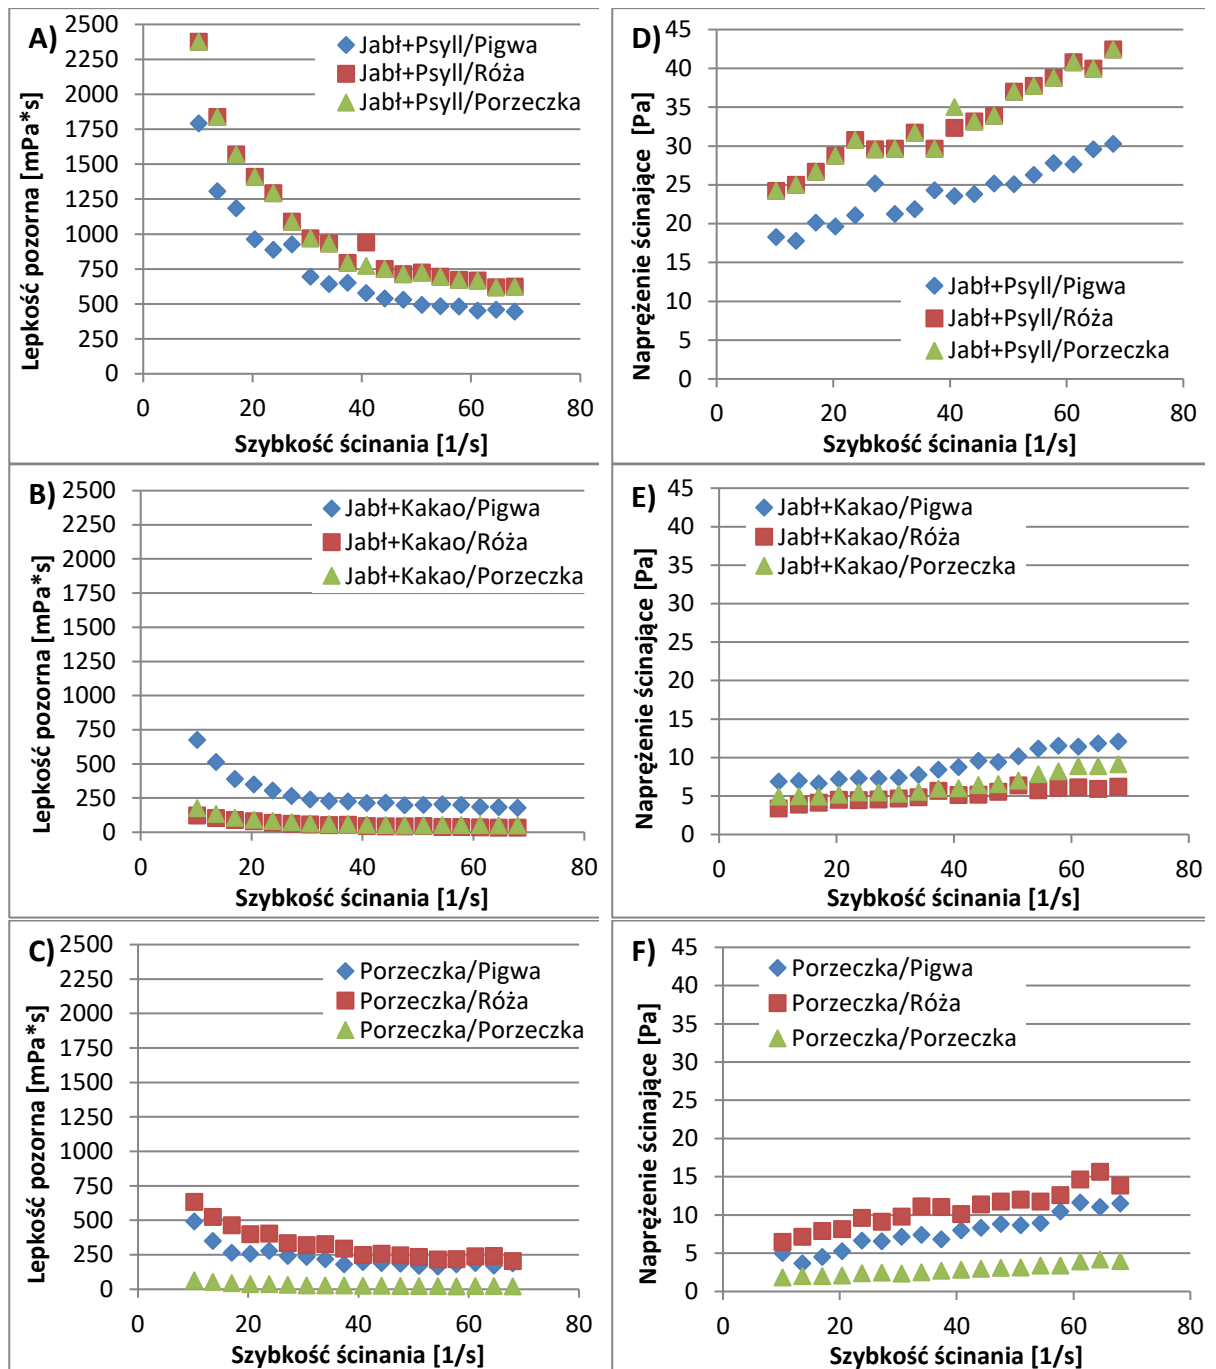 A)
Lepkość pozorna [mPa*s]
2500
2250
2000
1750
1500
1250
1000
750
500
250
0
Jabł+Psyll/Pigwa
Jabł+Psyll/Róża
Jabł+Psyll/Porzeczka
0 20 40 60 80
Szybkość ścinania [1/s]
D)
Naprężenie ścinające [Pa]
45
40
35
30
25
20
15
10
5
0
Jabł+Psyll/Pigwa
Jabł+Psyll/Róża
Jabł+Psyll/Porzeczka
0 20 40 60 80
Szybkość ścinania [1/s]
B)
Lepkość pozorna [mPa*s]
2500
2250
2000
1750
1500
1250
1000
750
500
250
0
Jabł+Kakao/Pigwa
Jabł+Kakao/Róża
Jabł+Kakao/Porzeczka
0 20 40 60 80
Szybkość ścinania [1/s]
E)
Naprężenie ścinające [Pa]
45
40
35
30
25
20
15
10
5
0
Jabł+Kakao/Pigwa
Jabł+Kakao/Róża
Jabł+Kakao/Porzeczka
0 20 40 60 80
Szybkość ścinania [1/s]
C)
Lepkość pozorna [mPa*s]
2500
2250
2000
1750
1500
1250
1000
750
500
250
0
Porzeczka/Pigwa
Porzeczka/Róża
Porzeczka/Porzeczka
0 20 40 60 80
Szybkość ścinania [1/s]
F)
Naprężenie ścinające [Pa]
45
40
35
30
25
20
15
10
5
0
Porzeczka/Pigwa
Porzeczka/Róża
Porzeczka/Porzeczka
0 20 40 60 80
Szybkość ścinania [1/s]